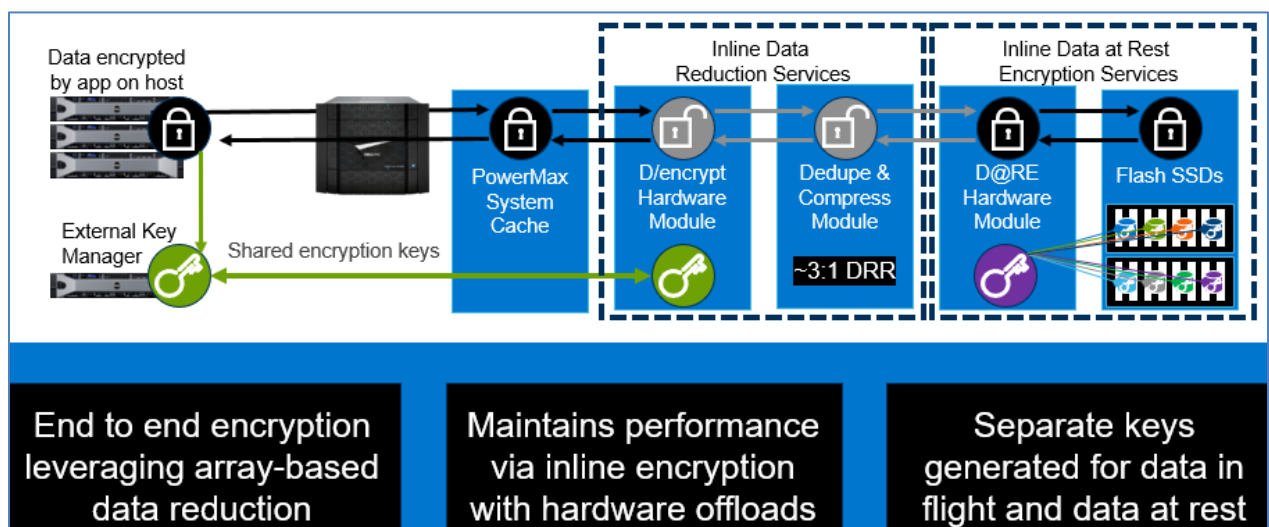 Data encrypted
by app on host
External Key
Manager
Shared encryption keys
PowerMax
System
Cache
Inline Data
Reduction Services
D/encrypt
Hardware
Module
Dedupe &
Compress
Module
~3:1 DRR
Inline Data at Rest
Encryption Services
D@RE
Hardware
Module
Flash SSDs
End to end encryption
leveraging array-based
data reduction
Maintains performance
via inline encryption
with hardware offloads
Separate keys
generated for data in
flight and data at rest